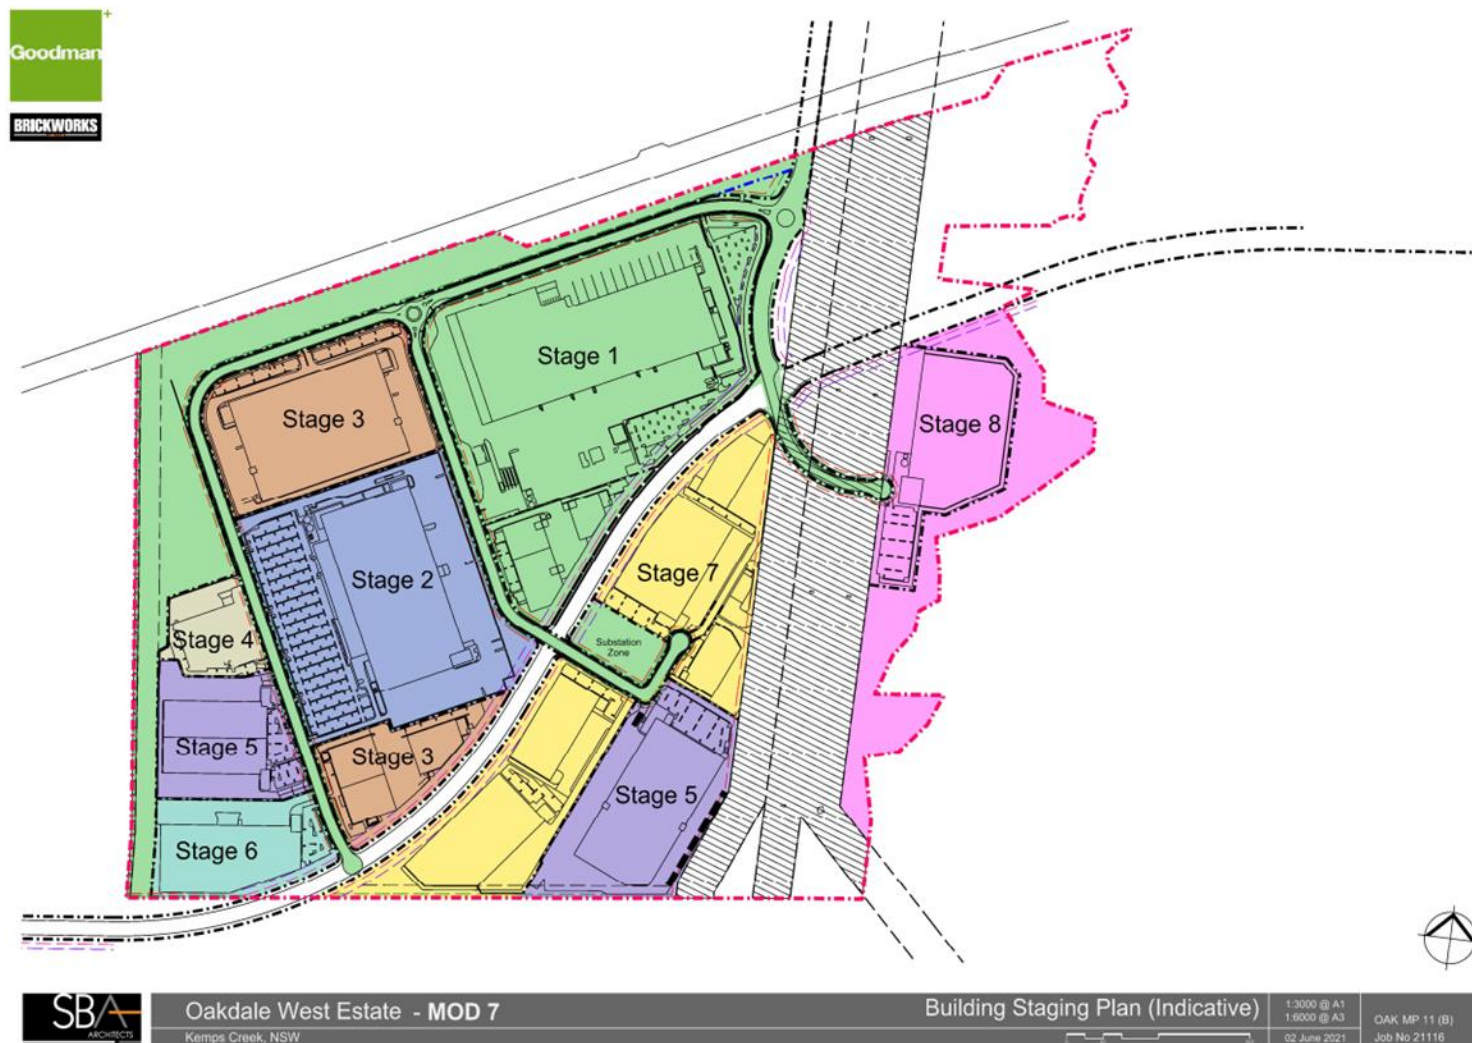 Goodman
BRICKWORKS
Stage 1
Stage 3
Stage 8
Stage 2
Stage 7
Substation
Zone
Stage 4
Stage 5
Stage 3
Stage 5
Stage 6
SBA
ARCHITECTS
Oakdale West Estate - MOD 7
Kemps Creek, NSW
Building Staging Plan (Indicative)
1:3000 @ A1
1:6000 @ A3
02 June 2021
OAK MP 11 (B)
Job No 21116